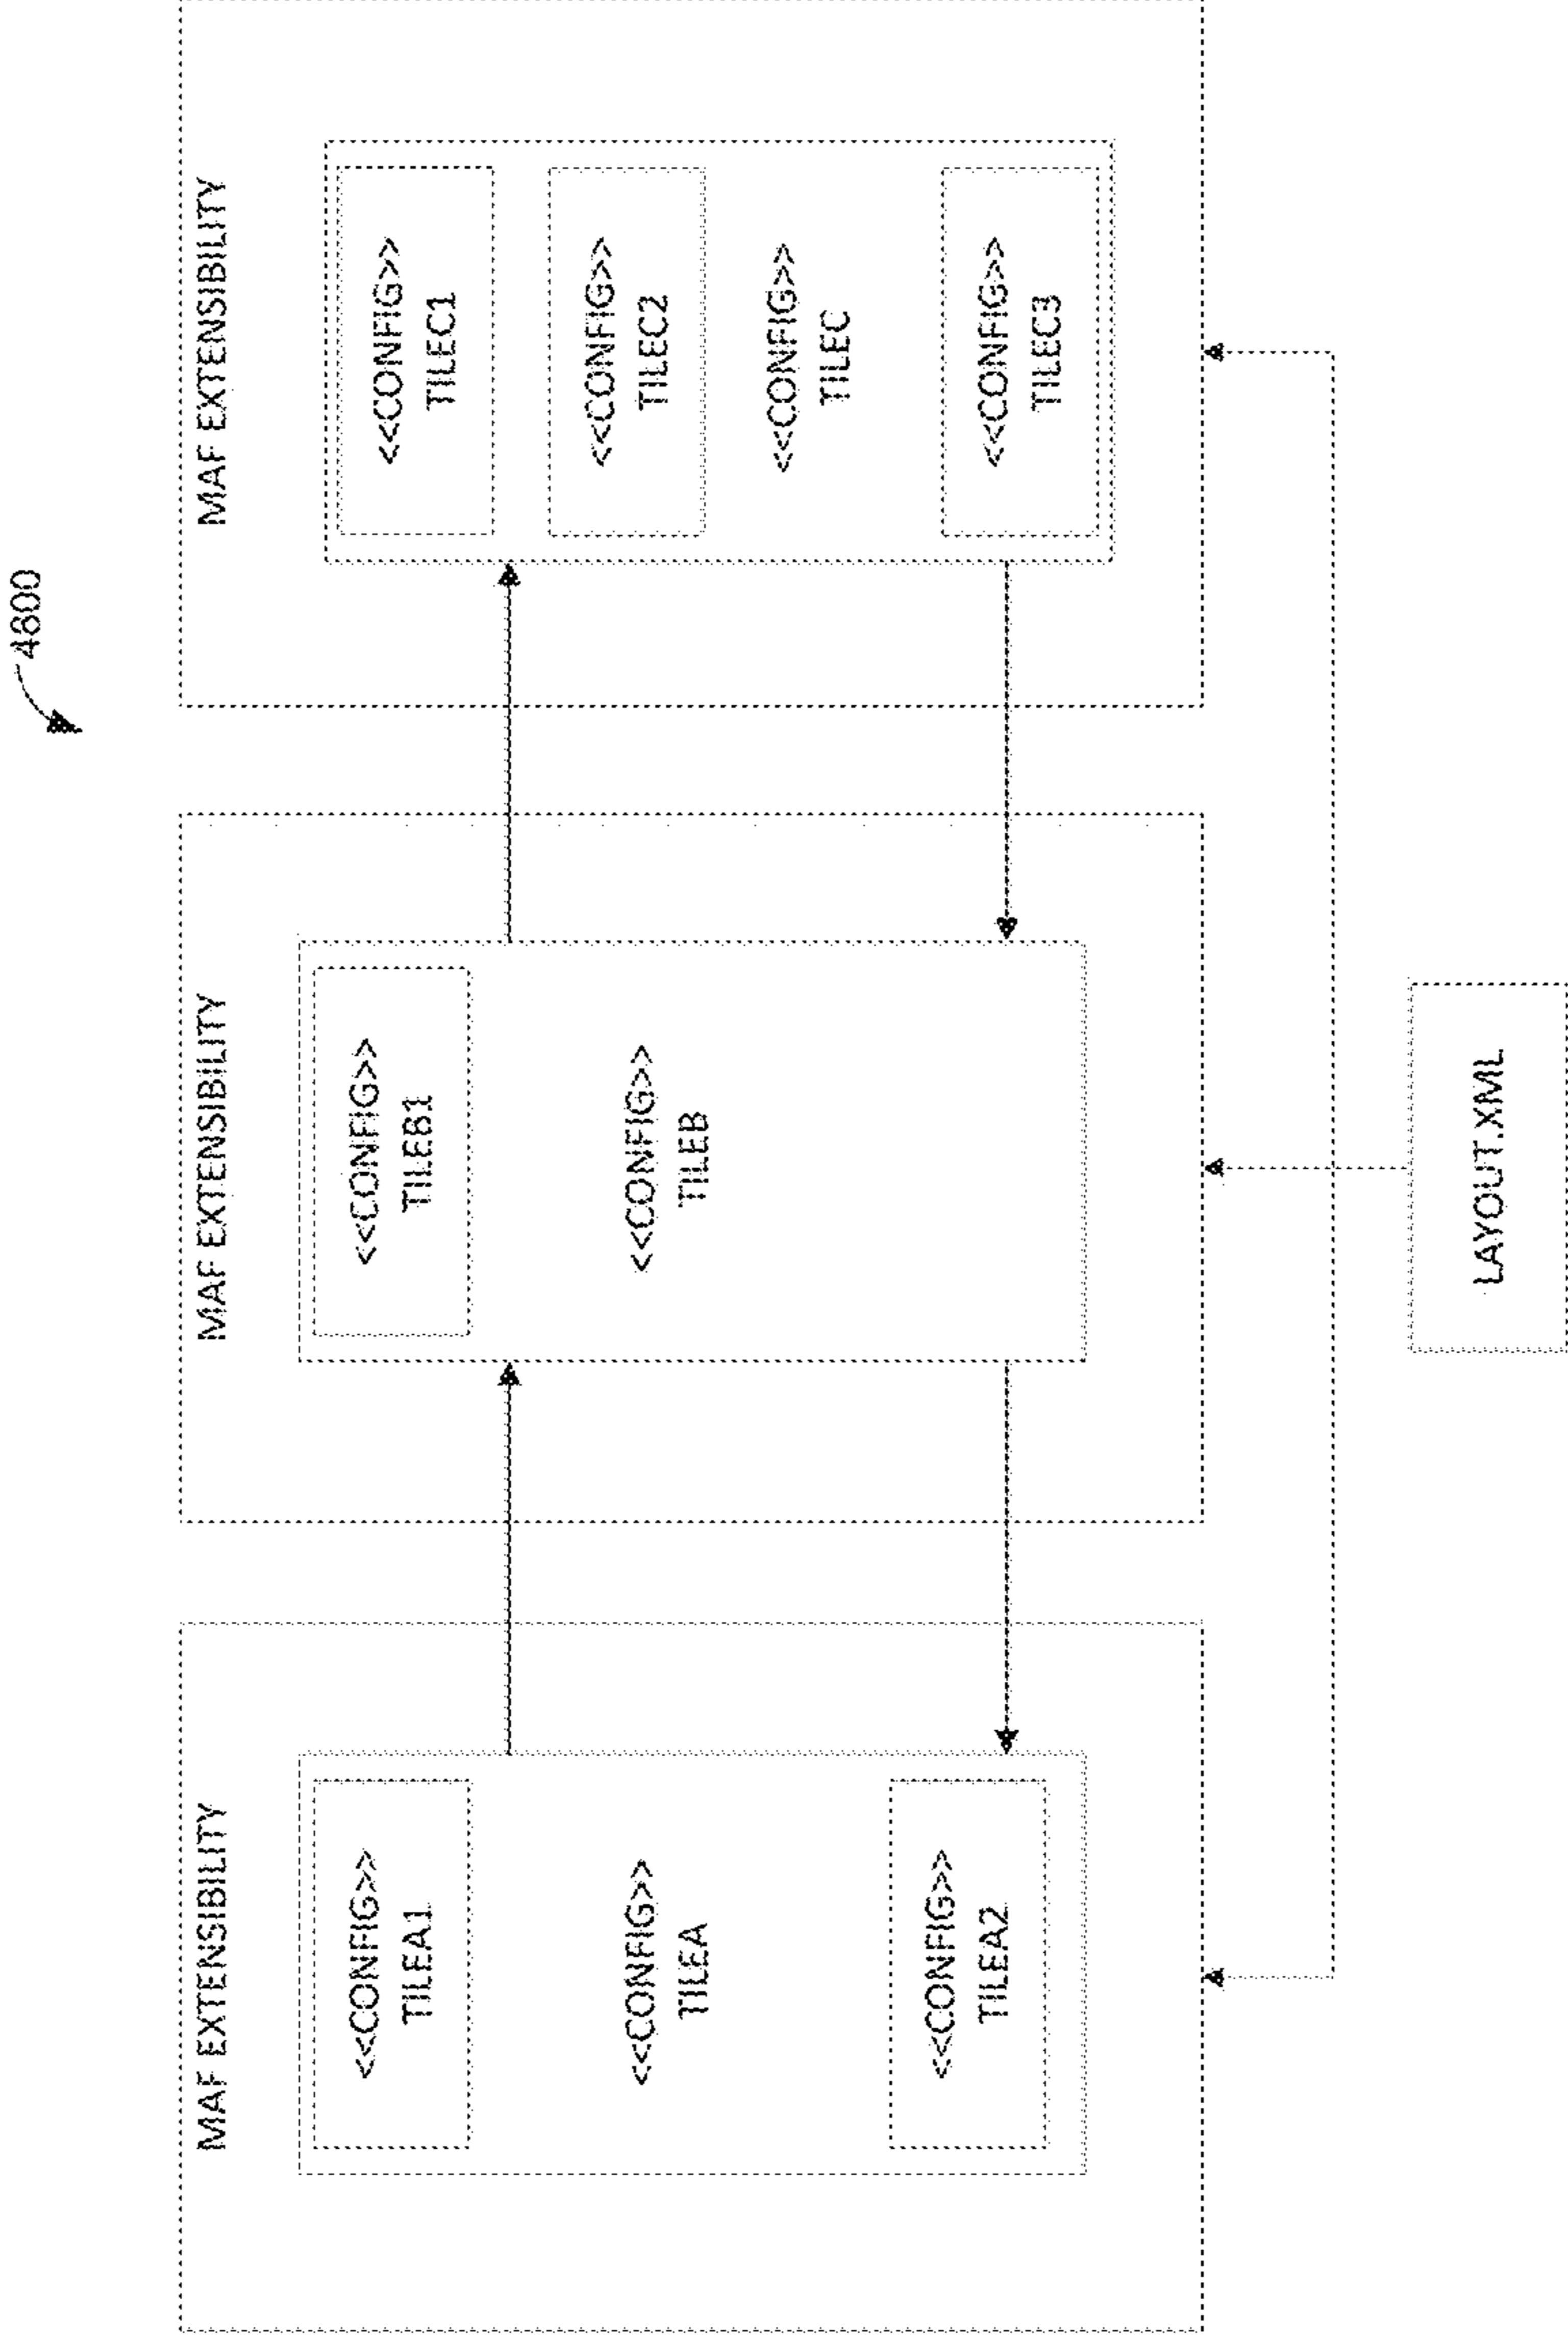 4800
MAF EXTENSIBILITY
<<CONFIG>>
TILEA1
<<CONFIG>>
TILEA
<<CONFIG>>
TILEA2
MAF EXTENSIBILITY
<<CONFIG>>
TILEB1
<<CONFIG>>
TILEB
MAF EXTENSIBILITY
<<CONFIG>>
TILEC1
<<CONFIG>>
TILEC2
<<CONFIG>>
TILEC
<<CONFIG>>
TILEC3
LAYOUT.XML